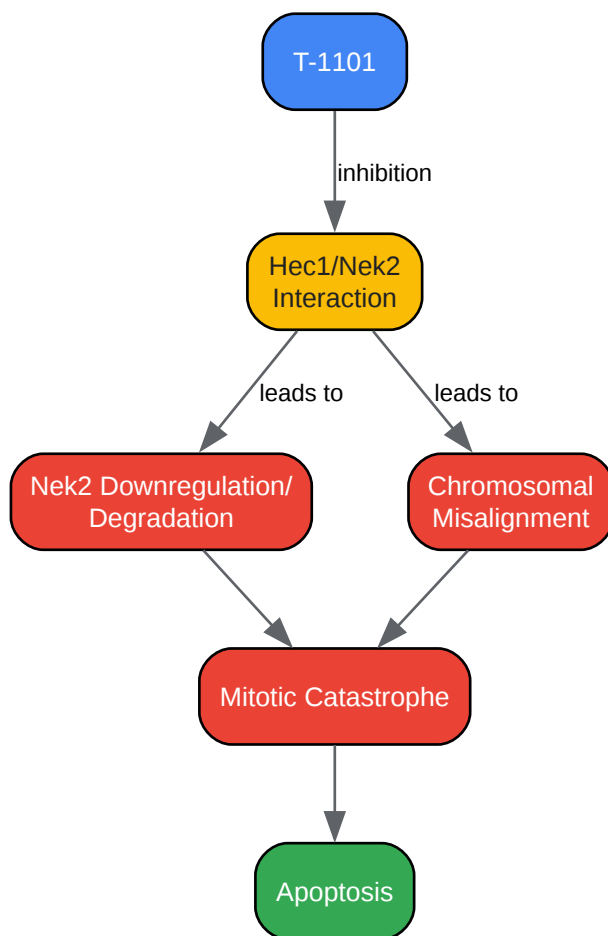 T-1101
inhibition
Hec1/Nek2
Interaction
leads to
leads to
Nek2 Downregulation/
Degradation
Chromosomal
Misalignment
Mitotic Catastrophe
Apoptosis